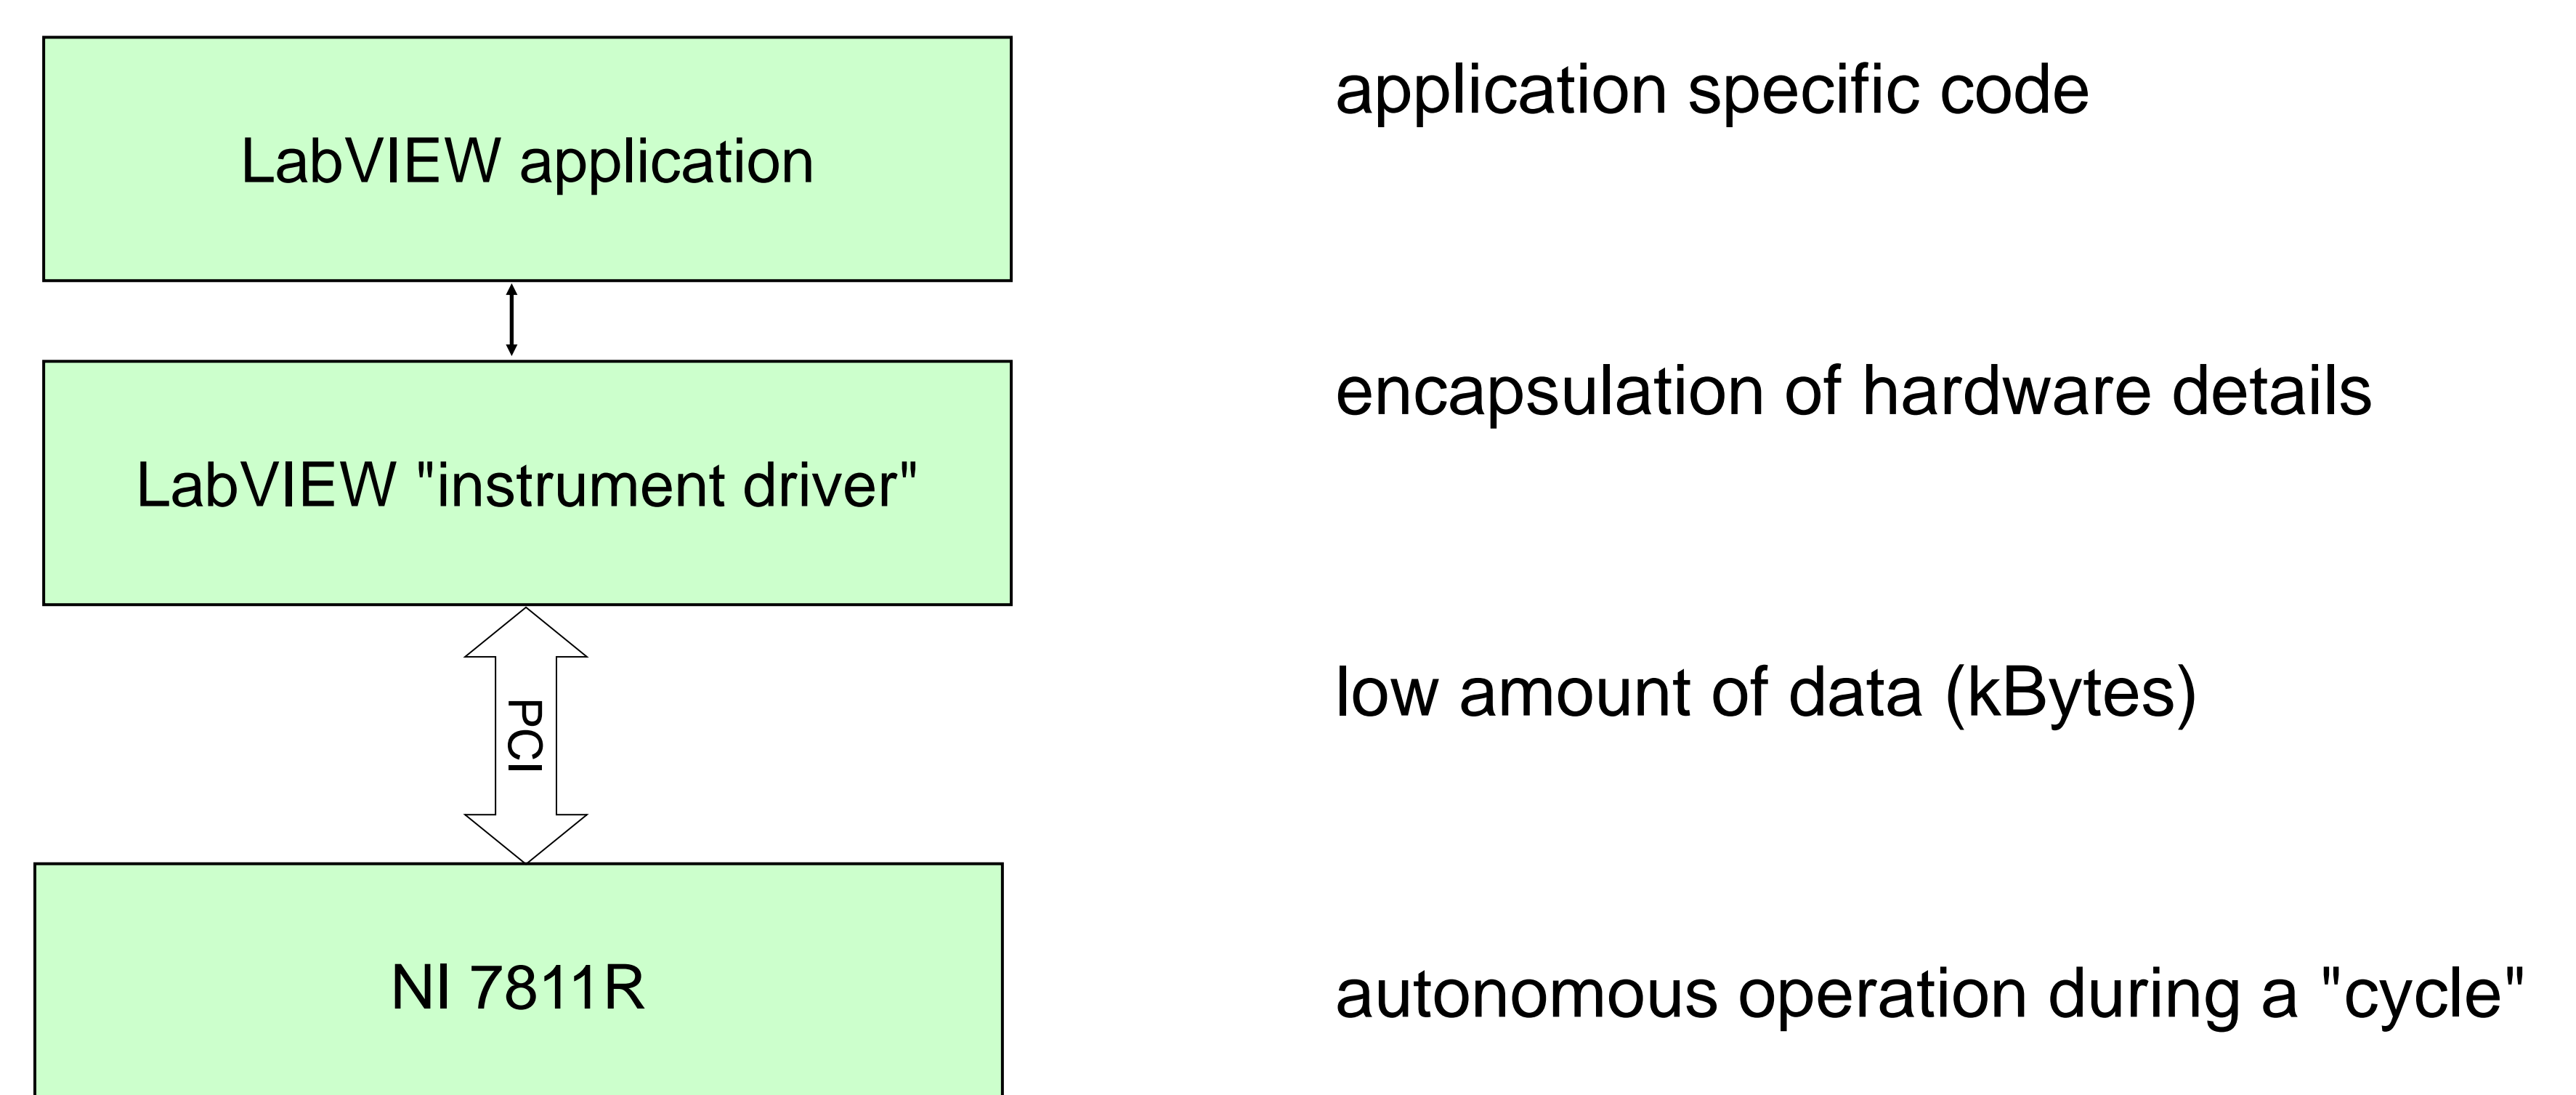 application specific code
LabVIEW application
encapsulation of hardware details
LabVIEW "instrument driver"
low amount of data (kBytes)
PCI
NI 7811R
autonomous operation during a "cycle"